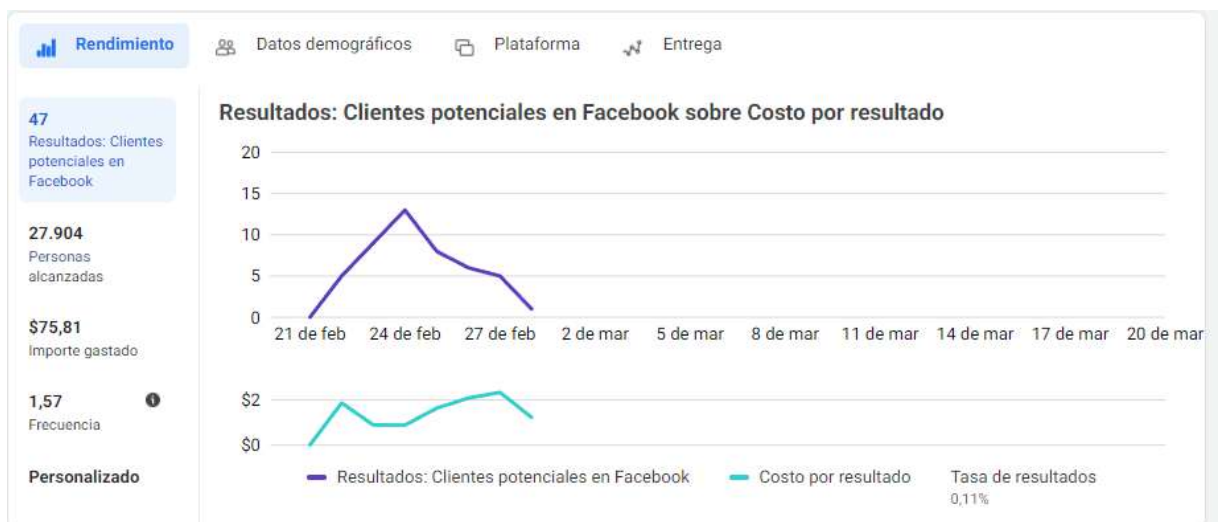 Rendimiento Datos demográficos Plataforma Entrega
47
Resultados: Clientes
potenciales en
Facebook
27.904
Personas
alcanzadas
$75,81
Importe gastado
1,57
Frecuencia
Personalizado
Resultados: Clientes potenciales en Facebook sobre Costo por resultado
20
15
10
5
0
21 de feb 24 de feb 27 de feb 2 de mar 5 de mar 8 de mar 11 de mar 14 de mar 17 de mar 20 de mar
$2
$0
Resultados: Clientes potenciales en Facebook Costo por resultado Tasa de resultados
0,11%